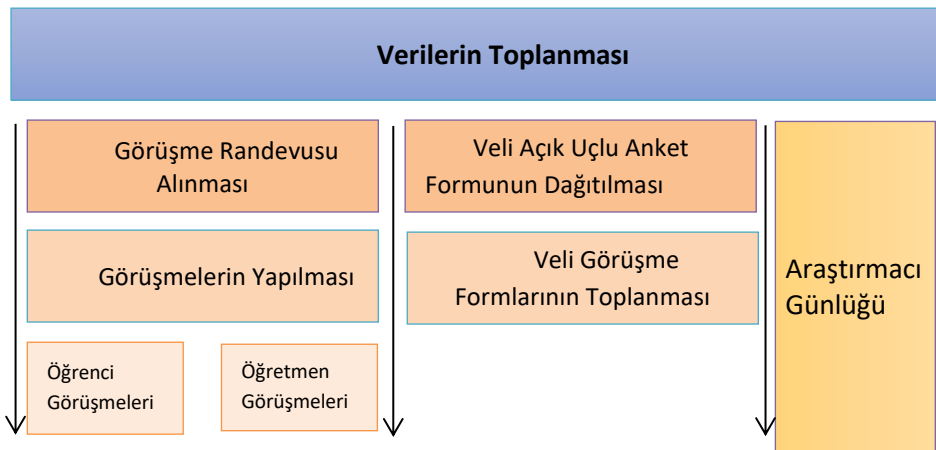 Verilerin Toplanması
Görüşme Randevusu
Alınması
Veli Açık Uçlu Anket
Formunun Dağıtılması
Görüşmelerin Yapılması
Veli Görüşme
Formlarının Toplanması
Araştırmacı
Günlüğü
Öğrenci
Görüşmeleri
Öğretmen
Görüşmeleri